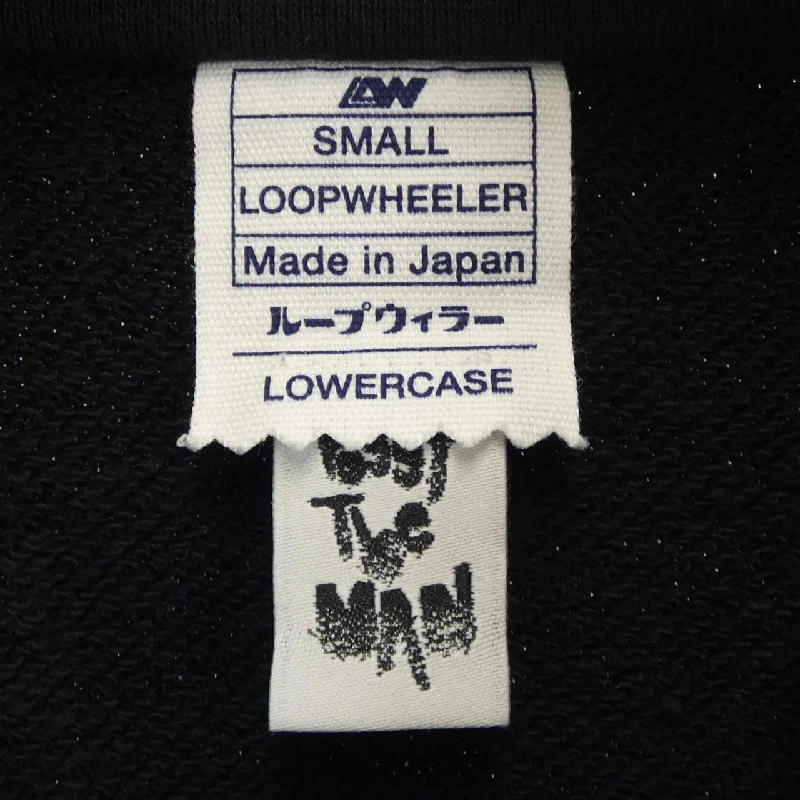 LW
SMALL
LOOPWHEELER
Made in Japan
ループウィラー
LOWERCASE
The
MAN